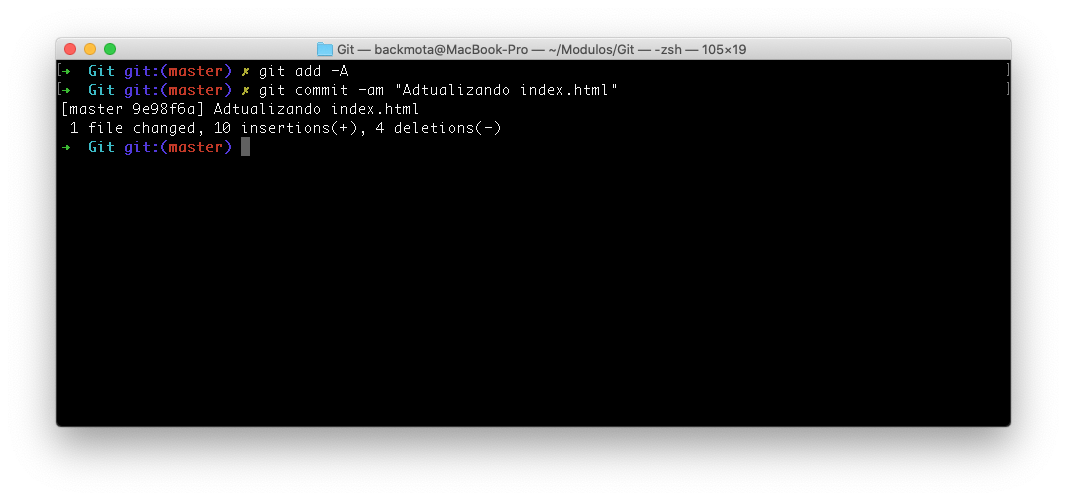 Git — backmota@MacBook-Pro — ~/Modulos/Git — -zsh — 105×19
[➜  Git git:(master) ✗ git add -A ]
[➜  Git git:(master) ✗ git commit -am "Adtualizando index.html" ]
[master 9e98f6a] Adtualizando index.html
 1 file changed, 10 insertions(+), 4 deletions(-)
➜  Git git:(master)